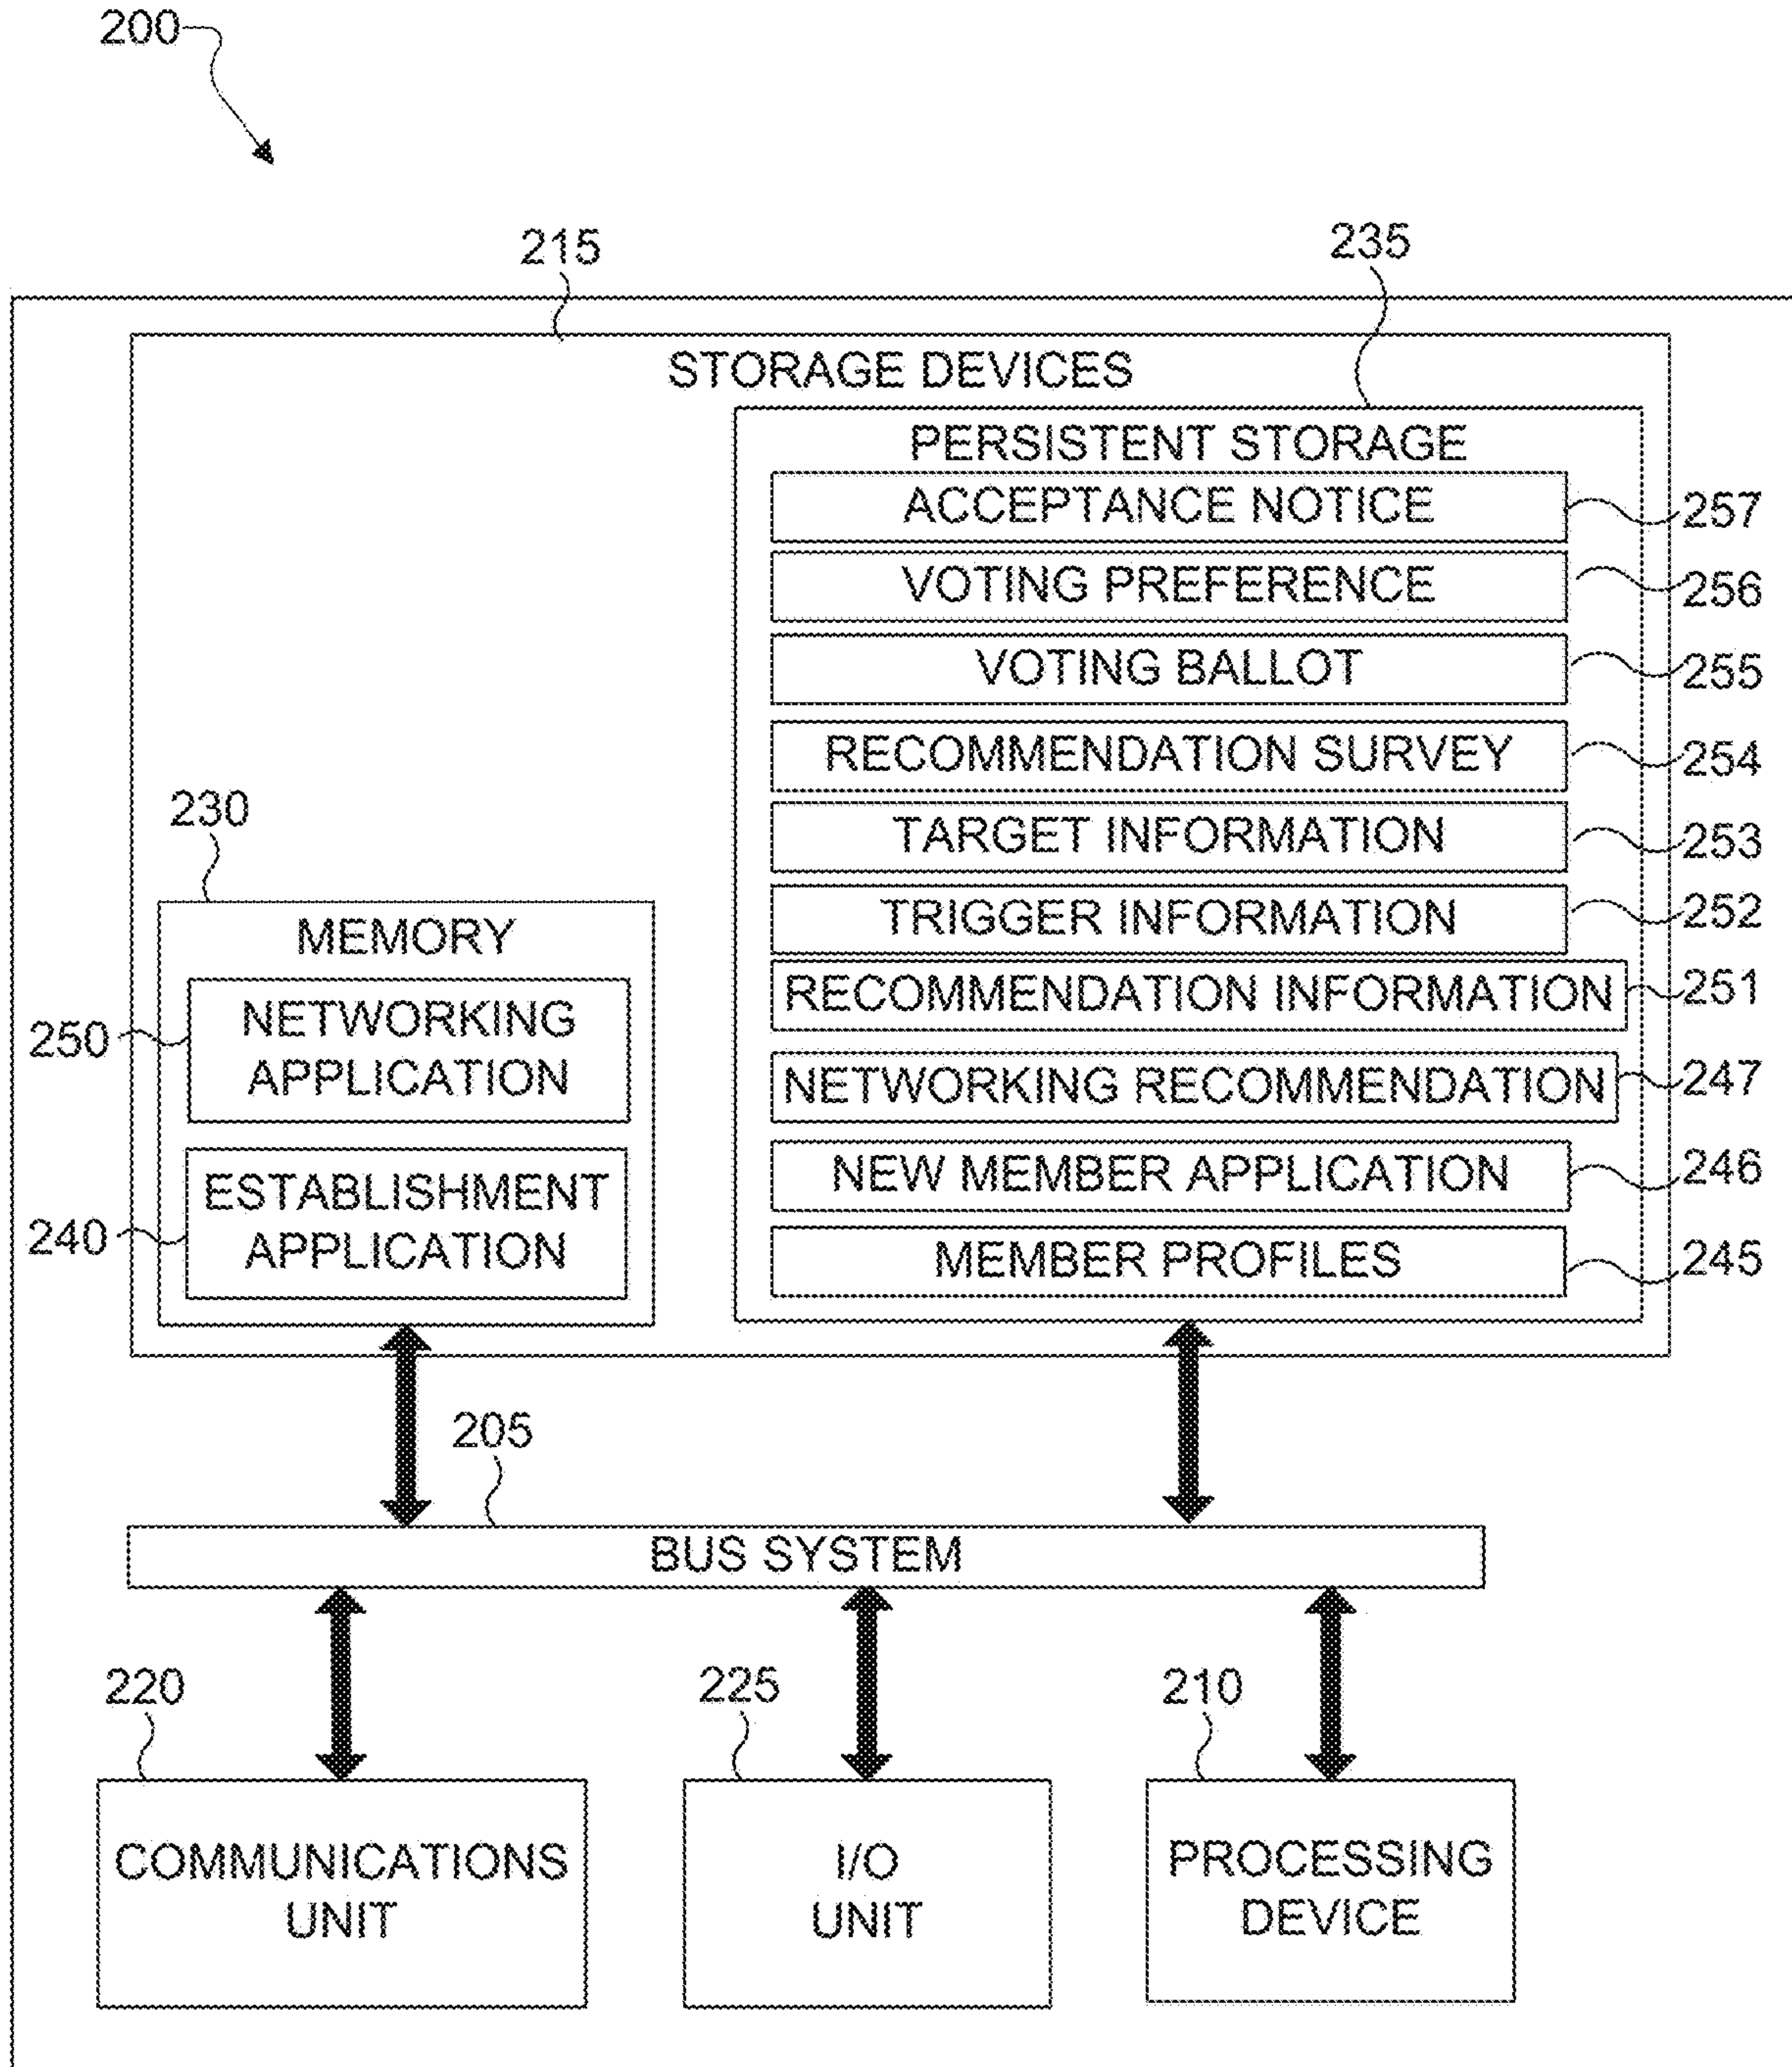 200
215
235
STORAGE DEVICES
PERSISTENT STORAGE
ACCEPTANCE NOTICE
257
VOTING PREFERENCE
256
VOTING BALLOT
255
RECOMMENDATION SURVEY
254
TARGET INFORMATION
253
TRIGGER INFORMATION
252
RECOMMENDATION INFORMATION
251
NETWORKING RECOMMENDATION
247
NEW MEMBER APPLICATION
246
MEMBER PROFILES
245
230
MEMORY
NETWORKING
APPLICATION
250
ESTABLISHMENT
APPLICATION
240
205
BUS SYSTEM
220
225
210
COMMUNICATIONS
UNIT
I/O
UNIT
PROCESSING
DEVICE